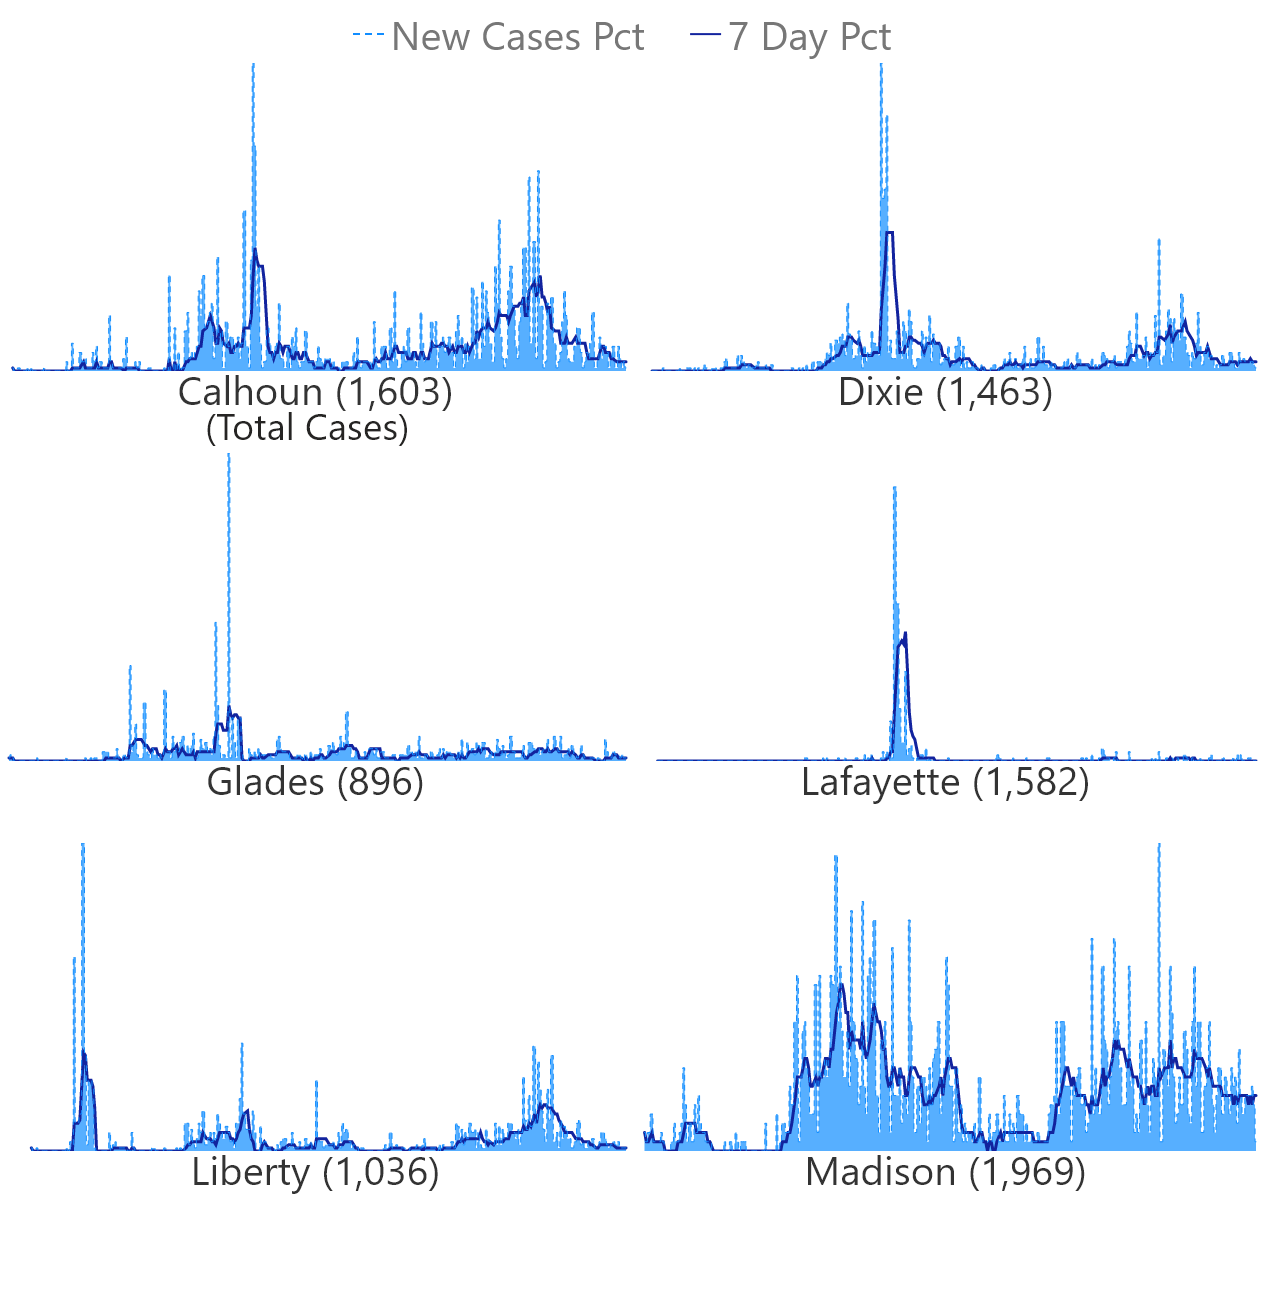 New Cases Pct 7 Day Pct
Calhoun (1,603) Dixie (1,463)
(Total Cases)
Glades (896) Lafayette (1,582)
Liberty (1,036) Madison (1,969)